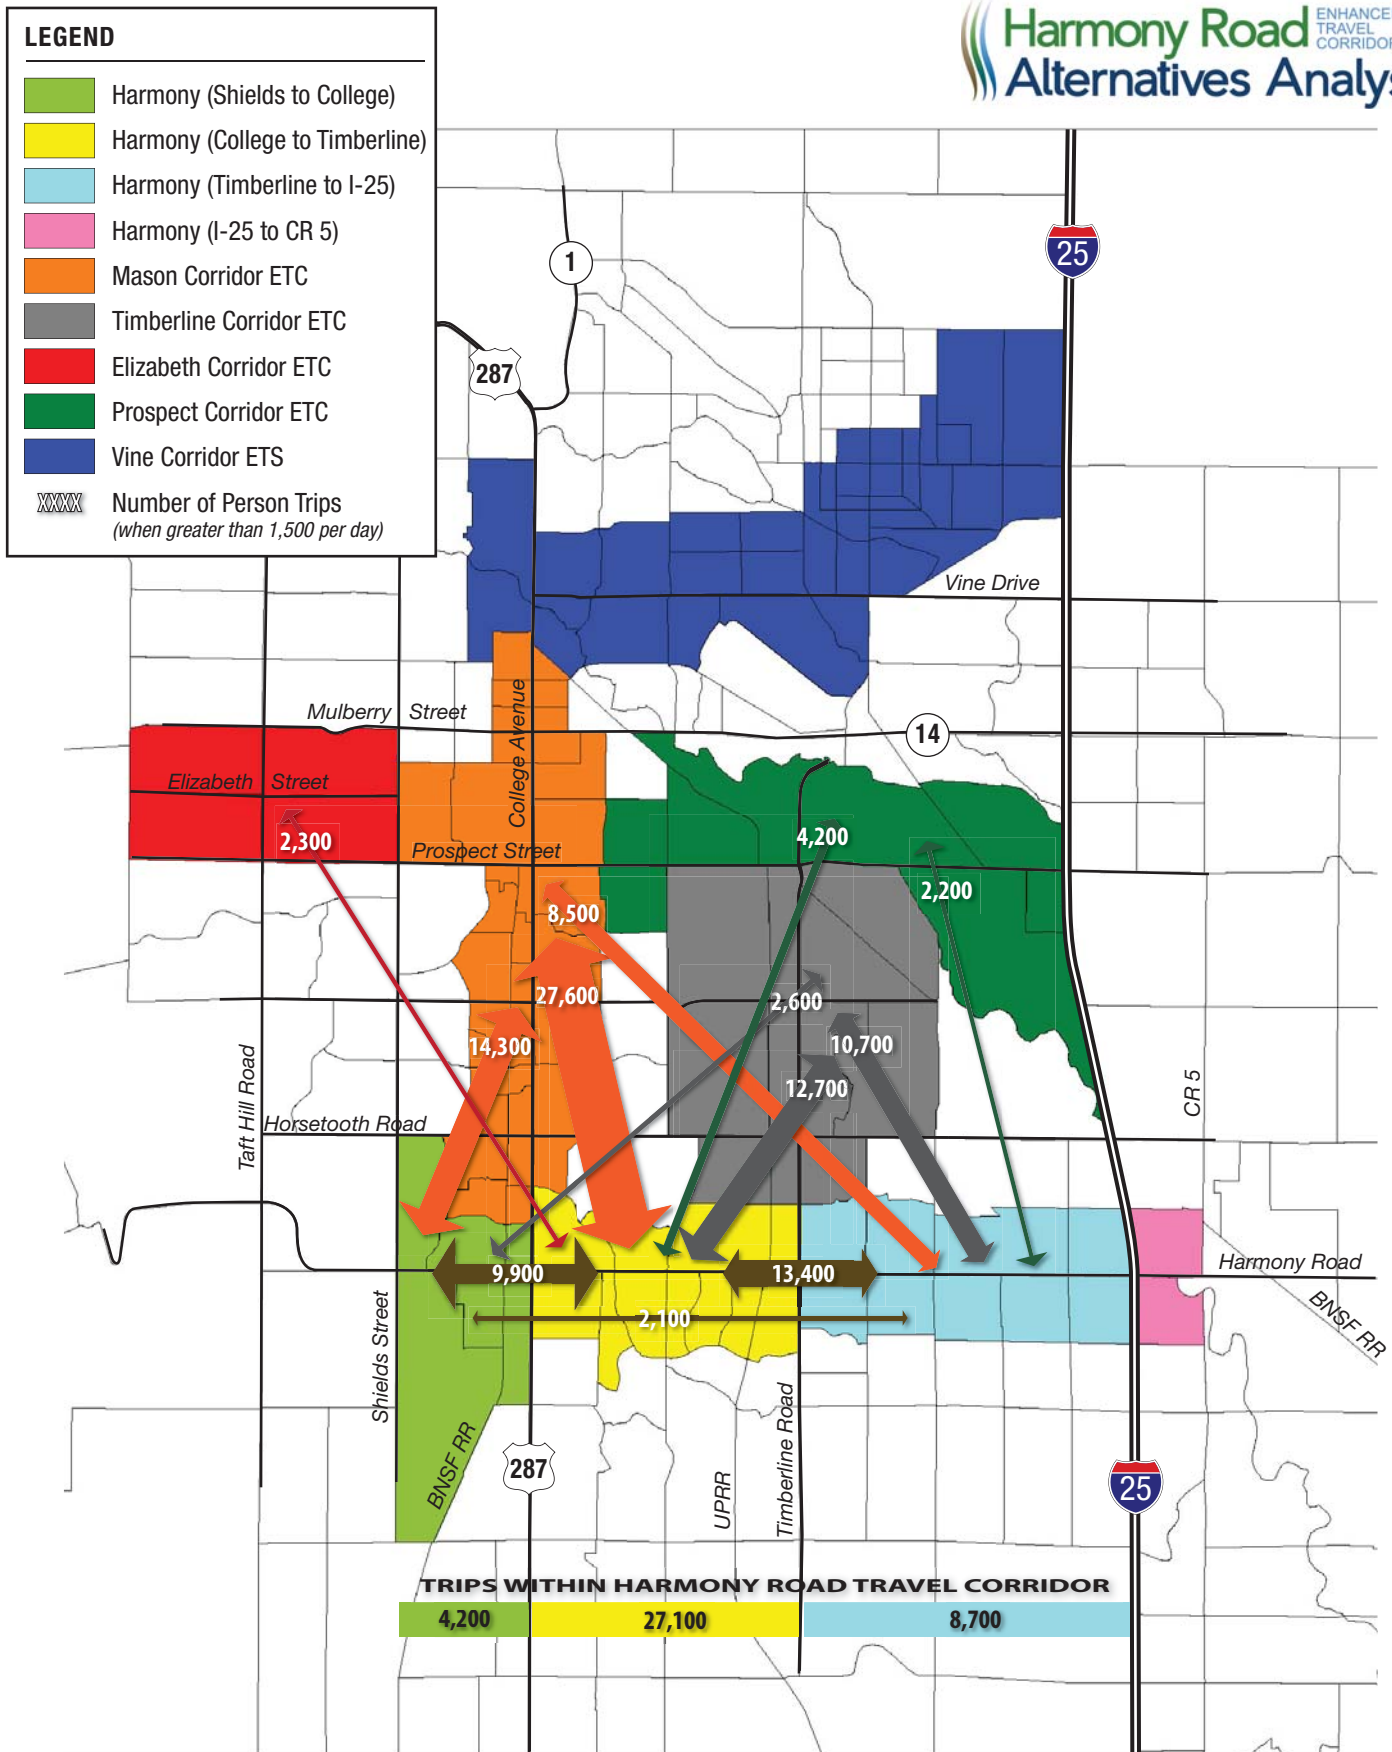 LEGEND
Harmony (Shields to College)
Harmony (College to Timberline)
Harmony (Timberline to I-25)
Harmony (I-25 to CR 5)
Mason Corridor ETC
Timberline Corridor ETC
Elizabeth Corridor ETC
Prospect Corridor ETC
Vine Corridor ETS
XXXX Number of Person Trips
(when greater than 1,500 per day)
Harmony Road
ENHANCE
TRAVEL
CORRIDOR
Alternatives Analys
25
1
287
Vine Drive
Mulberry Street
College Avenue
14
Elizabeth Street
2,300
Prospect Street
4,200
2,200
8,500
27,600
2,600
14,300
10,700
12,700
Taft Hill Road
Horsetooth Road
CR 5
9,900
13,400
Harmony Road
2,100
BNSF RR
Shields Street
BNSF RR
287
UPRR
Timberline Road
25
TRIPS WITHIN HARMONY ROAD TRAVEL CORRIDOR
4,200 27,100 8,700